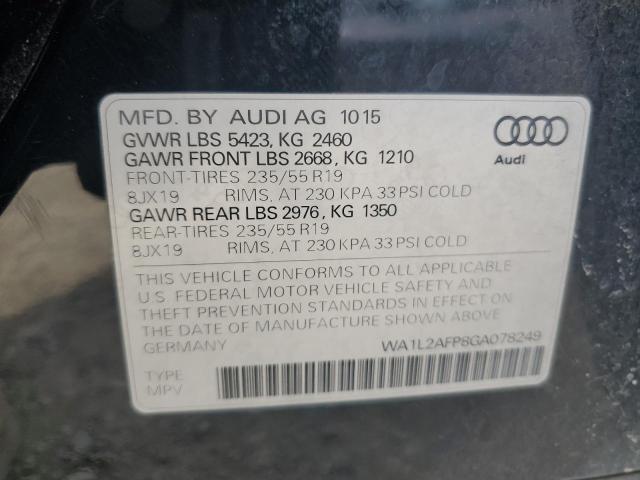 MFD. BY AUDI AG 1015
GVWR LBS 5423, KG 2460
GAWR FRONT LBS 2668, KG 1210
FRONT-TIRES 235/55 R19
8JX19 RIMS, AT 230 KPA 33 PSI COLD
GAWR REAR LBS 2976, KG 1350
REAR-TIRES 235/55 R19
8JX19 RIMS, AT 230 KPA 33 PSI COLD
Audi
THIS VEHICLE CONFORMS TO ALL APPLICABLE
U.S. FEDERAL MOTOR VEHICLE SAFETY AND
THEFT PREVENTION STANDARDS IN EFFECT ON
THE DATE OF MANUFACTURE SHOWN ABOVE
GERMANY WA1L2AFP8GA078249
TYPE
MPV